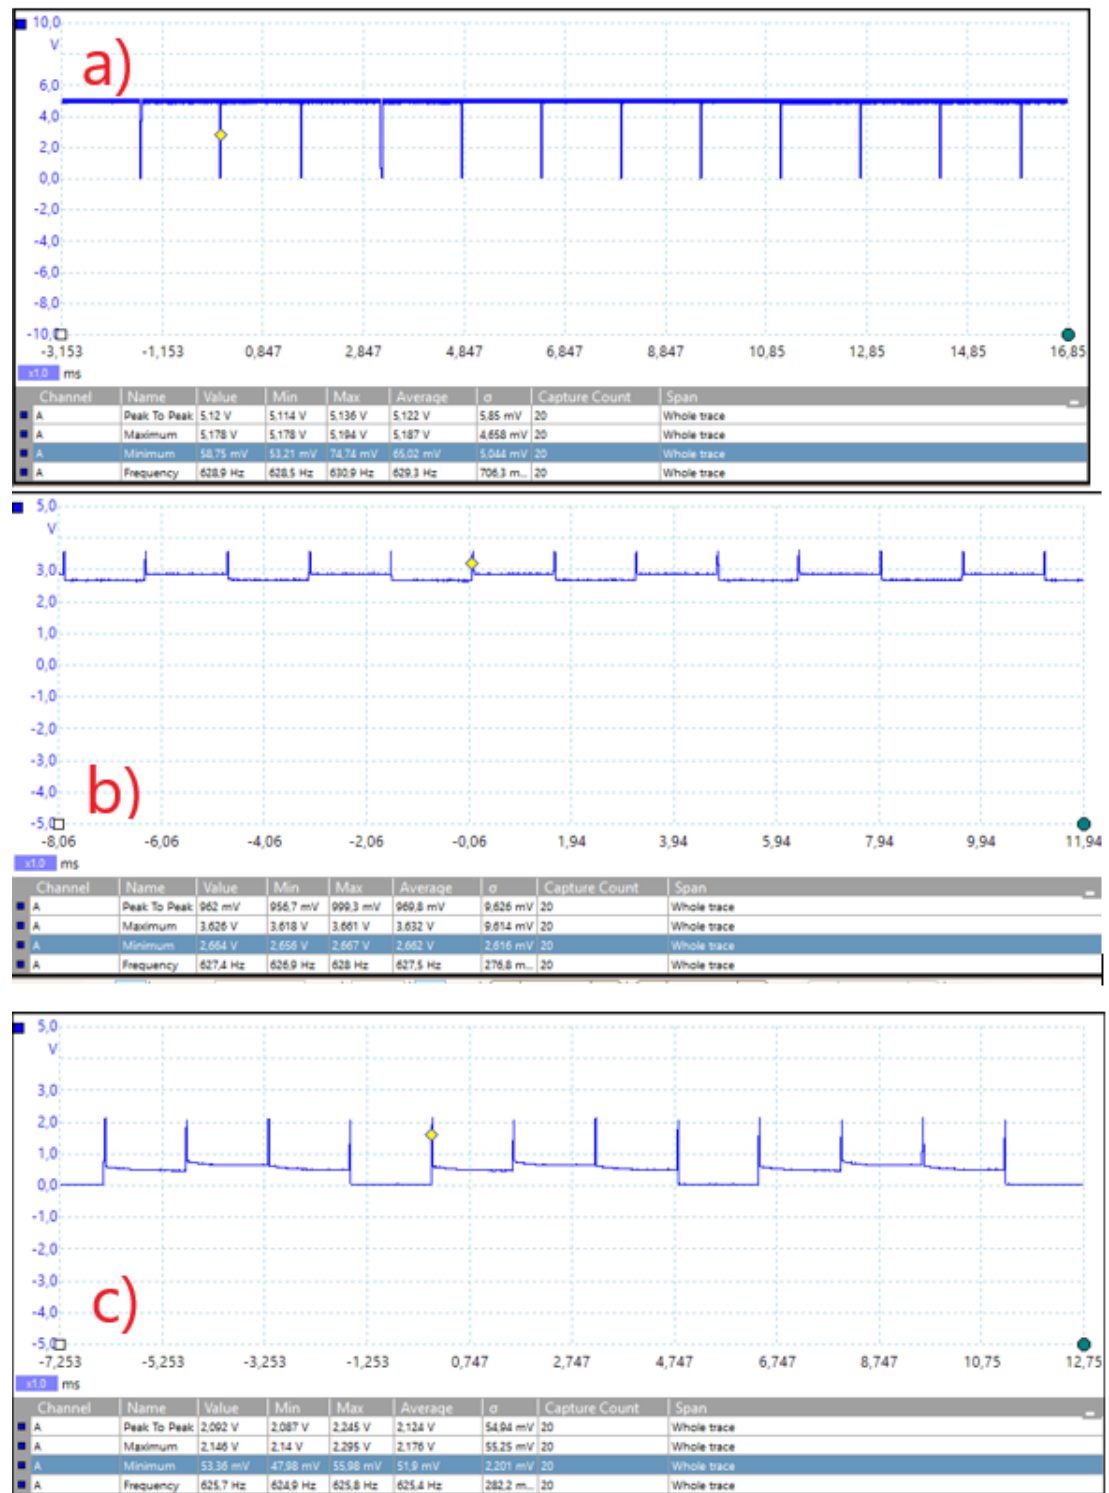 10,0
V
a)
6,0
4,0
2,0
0,0
-2,0
-4,0
-6,0
-8,0
-10,0
-3,153 -1,153 0,847 2,847 4,847 6,847 8,847 10,85 12,85 14,85 16,85
x1.0 ms
Channel Name Value Min Max Average σ Capture Count Span
A Peak To Peak 5,12 V 5,114 V 5,136 V 5,122 V 5,85 mV 20 Whole trace
A Maximum 5,178 V 5,178 V 5,194 V 5,187 V 4,658 mV 20 Whole trace
A Minimum 58,75 mV 53,21 mV 74,74 mV 65,02 mV 5,044 mV 20 Whole trace
A Frequency 628,9 Hz 628,5 Hz 630,9 Hz 629,3 Hz 706,3 m... 20 Whole trace
5,0
V
3,0
2,0
1,0
0,0
-1,0
-2,0
-3,0
b)
-4,0
-5,0
-8,06 -6,06 -4,06 -2,06 -0,06 1,94 3,94 5,94 7,94 9,94 11,94
x1.0 ms
Channel Name Value Min Max Average σ Capture Count Span
A Peak To Peak 962 mV 956,7 mV 999,3 mV 969,8 mV 9,626 mV 20 Whole trace
A Maximum 3,626 V 3,618 V 3,661 V 3,632 V 9,614 mV 20 Whole trace
A Minimum 2,664 V 2,656 V 2,667 V 2,662 V 2,616 mV 20 Whole trace
A Frequency 627,4 Hz 626,9 Hz 628 Hz 627,5 Hz 276,8 m... 20 Whole trace
5,0
V
3,0
2,0
1,0
0,0
-1,0
-2,0
-3,0
c)
-4,0
-5,0
-7,253 -5,253 -3,253 -1,253 0,747 2,747 4,747 6,747 8,747 10,75 12,75
x1.0 ms
Channel Name Value Min Max Average σ Capture Count Span
A Peak To Peak 2,092 V 2,087 V 2,245 V 2,124 V 54,94 mV 20 Whole trace
A Maximum 2,146 V 2,14 V 2,295 V 2,176 V 55,25 mV 20 Whole trace
A Minimum 53,36 mV 47,98 mV 55,98 mV 51,9 mV 2,201 mV 20 Whole trace
A Frequency 625,7 Hz 624,9 Hz 625,8 Hz 625,4 Hz 282,2 m... 20 Whole trace